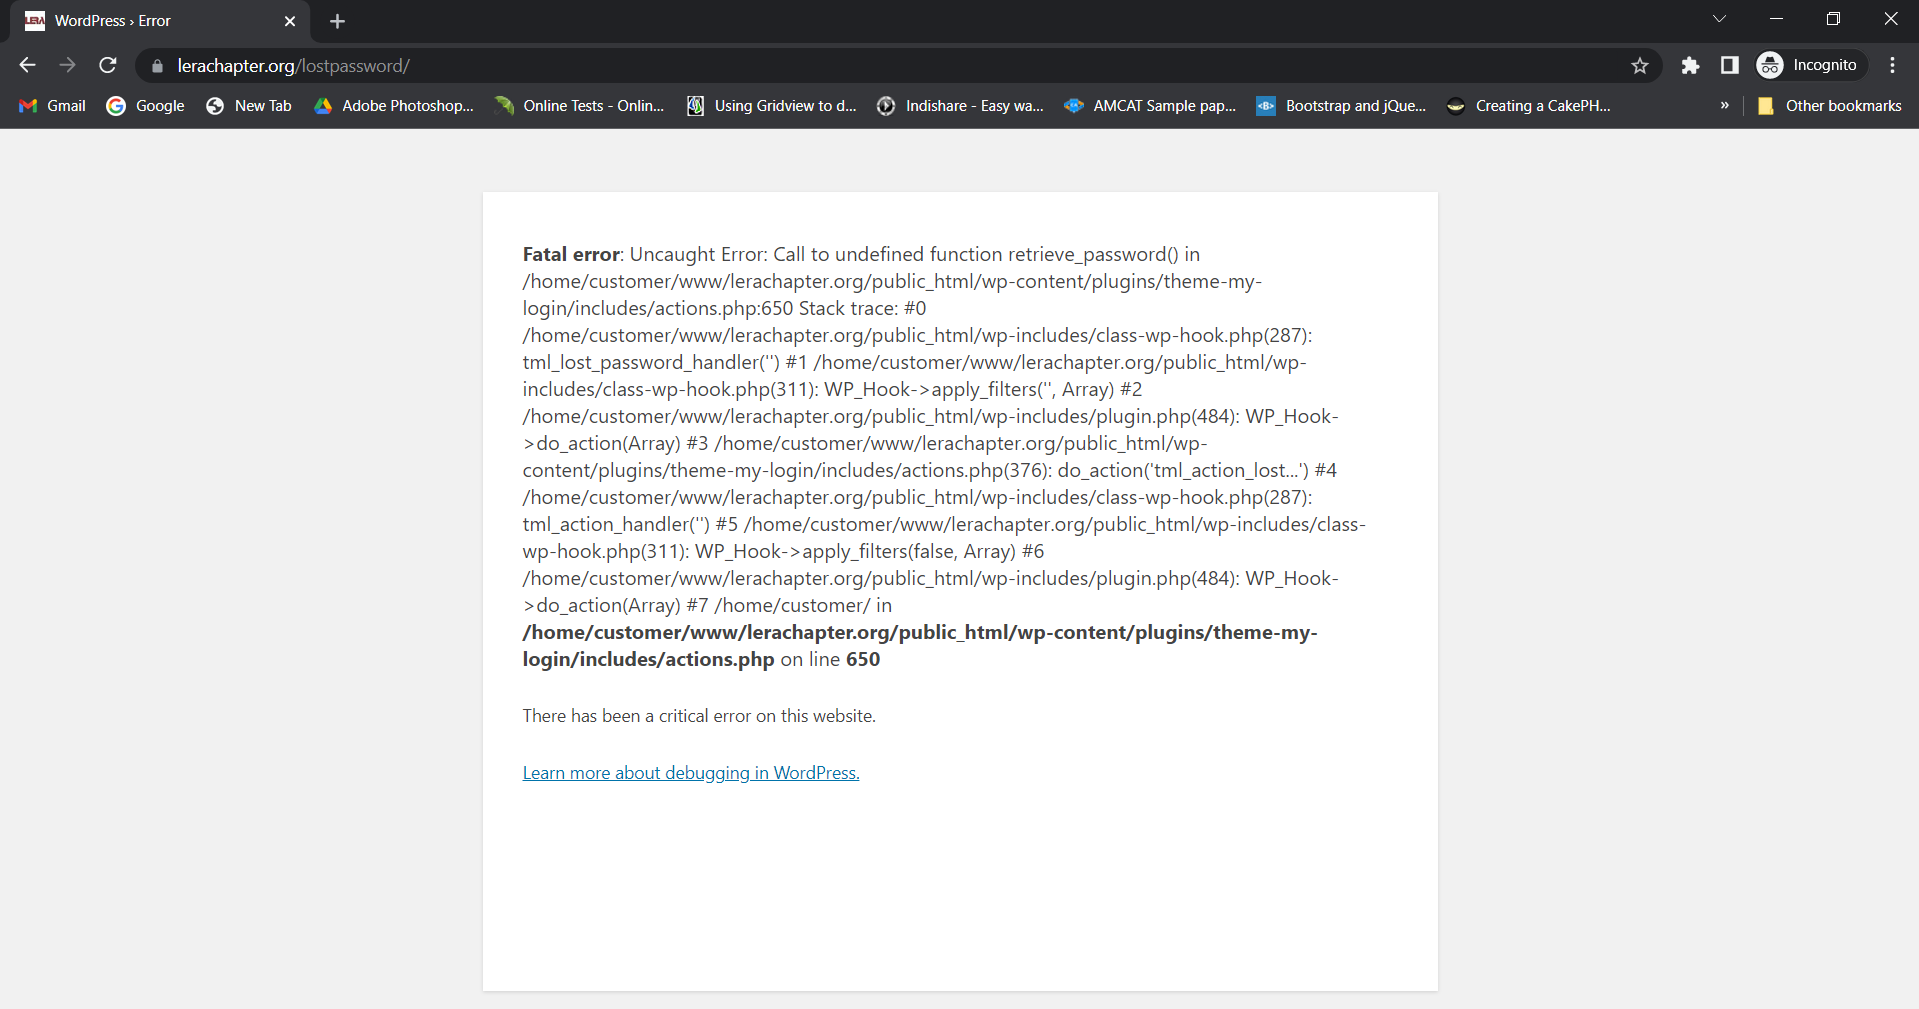 LERA WordPress › Error
lerachapter.org/lostpassword/
Incognito
Gmail
Google
New Tab
Adobe Photoshop...
Online Tests - Onlin...
Using Gridview to d...
Indishare - Easy wa...
AMCAT Sample pap...
<B> Bootstrap and jQue...
Creating a CakePH...
»
Other bookmarks
Fatal error: Uncaught Error: Call to undefined function retrieve_password() in
/home/customer/www/lerachapter.org/public_html/wp-content/plugins/theme-my-
login/includes/actions.php:650 Stack trace: #0
/home/customer/www/lerachapter.org/public_html/wp-includes/class-wp-hook.php(287):
tml_lost_password_handler('') #1 /home/customer/www/lerachapter.org/public_html/wp-
includes/class-wp-hook.php(311): WP_Hook->apply_filters('', Array) #2
/home/customer/www/lerachapter.org/public_html/wp-includes/plugin.php(484): WP_Hook-
>do_action(Array) #3 /home/customer/www/lerachapter.org/public_html/wp-
content/plugins/theme-my-login/includes/actions.php(376): do_action('tml_action_lost...') #4
/home/customer/www/lerachapter.org/public_html/wp-includes/class-wp-hook.php(287):
tml_action_handler('') #5 /home/customer/www/lerachapter.org/public_html/wp-includes/class-
wp-hook.php(311): WP_Hook->apply_filters(false, Array) #6
/home/customer/www/lerachapter.org/public_html/wp-includes/plugin.php(484): WP_Hook-
>do_action(Array) #7 /home/customer/ in
/home/customer/www/lerachapter.org/public_html/wp-content/plugins/theme-my-
login/includes/actions.php on line 650
There has been a critical error on this website.
Learn more about debugging in WordPress.